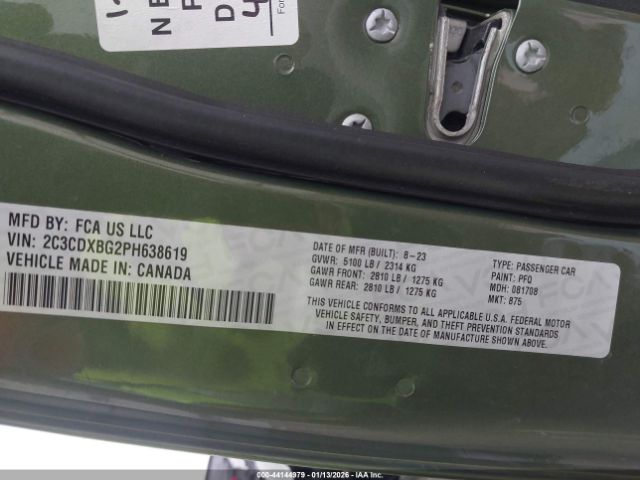 N E
D
For
MFD BY: FCA US LLC
VIN: 2C3CDXBG2PH638619
VEHICLE MADE IN: CANADA
DATE OF MFR (BUILT): 8-23
GVWR: 5100 LB / 2314 KG
GAWR FRONT: 2810 LB / 1275 KG
GAWR REAR: 2810 LB / 1275 KG
TYPE: PASSENGER CAR
PAINT: PFQ
MDH: 081708
MKT: 875
THIS VEHICLE CONFORMS TO ALL APPLICABLE U.S.A. FEDERAL MOTOR
VEHICLE SAFETY, BUMPER, AND THEFT PREVENTION STANDARDS
IN EFFECT ON THE DATE OF MANUFACTURE SHOWN ABOVE.
000-44144979 | 01/13/2026 - IAA Corp.